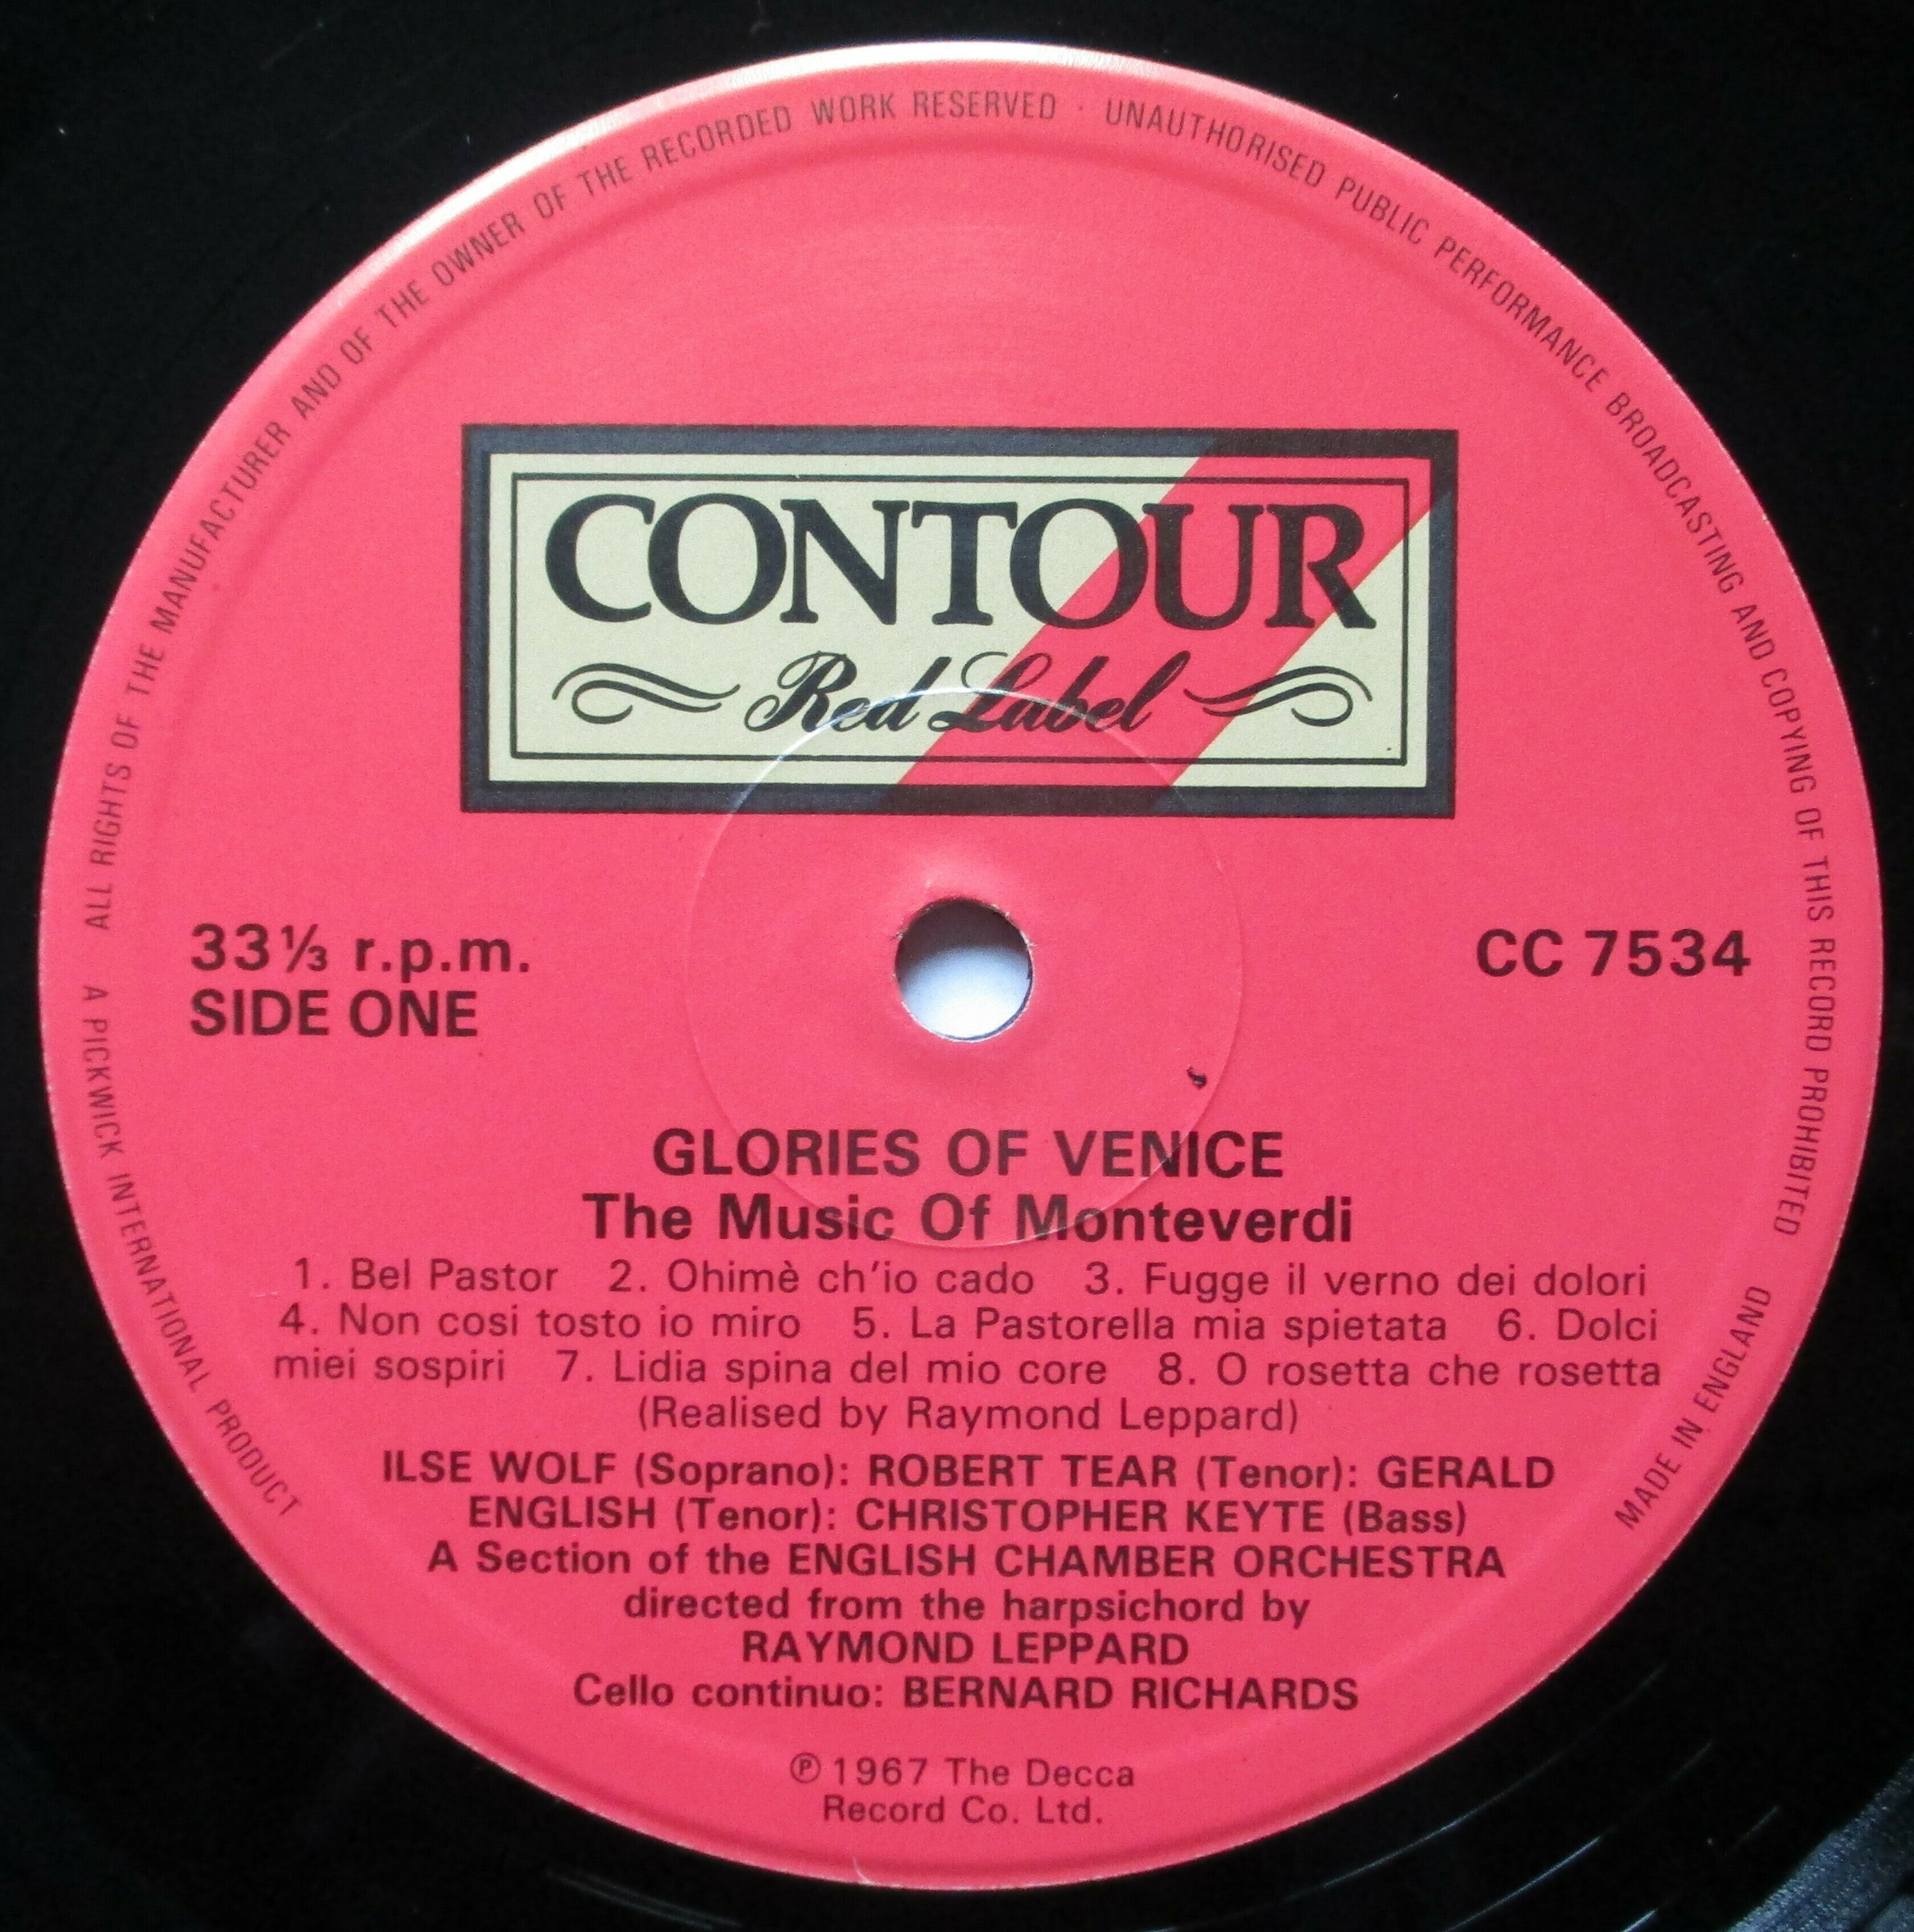 ALL RIGHTS OF THE MANUFACTURER AND OF THE OWNER OF THE RECORDED WORK RESERVED · UNAUTHORISED PUBLIC PERFORMANCE BROADCASTING AND COPYING OF THIS RECORD PROHIBITED
CONTOUR
Red Label
33⅓ r.p.m.
SIDE ONE
CC 7534
GLORIES OF VENICE
The Music Of Monteverdi
1. Bel Pastor 2. Ohimè ch'io cado 3. Fugge il verno dei dolori
4. Non cosi tosto io miro 5. La Pastorella mia spietata 6. Dolci
miei sospiri 7. Lidia spina del mio core 8. O rosetta che rosetta
(Realised by Raymond Leppard)
ILSE WOLF (Soprano): ROBERT TEAR (Tenor): GERALD
ENGLISH (Tenor): CHRISTOPHER KEYTE (Bass)
A Section of the ENGLISH CHAMBER ORCHESTRA
directed from the harpsichord by
RAYMOND LEPPARD
Cello continuo: BERNARD RICHARDS
℗ 1967 The Decca
Record Co. Ltd.
A PICKWICK INTERNATIONAL PRODUCT
MADE IN ENGLAND